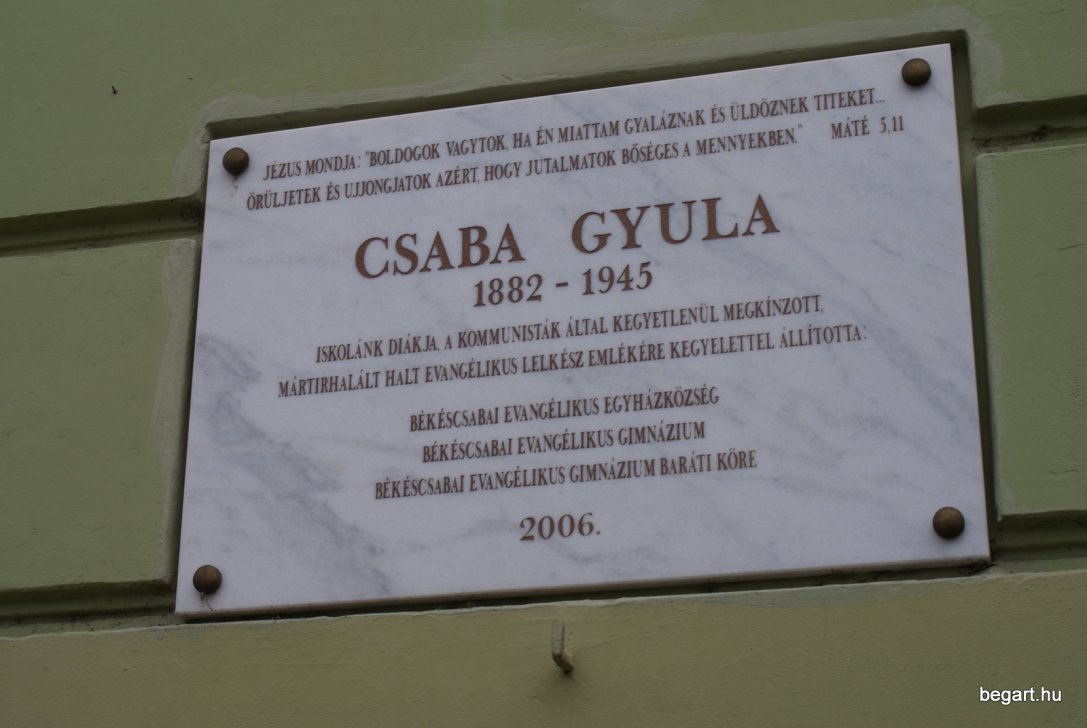 JÉZUS MONDJA: "BOLDOGOK VAGYTOK, HA ÉN MIATTAM GYALÁZNAK ÉS ÜLDÖZNEK TITEKET...
ÖRÜLJETEK ÉS UJJONGJATOK AZÉRT, HOGY JUTALMATOK BŐSÉGES A MENNYEKBEN." MÁTÉ 5,11
CSABA GYULA
1882 - 1945
ISKOLÁNK DIÁKJA, A KOMMUNISTÁK ÁLTAL KEGYETLENÜL MEGKÍNZOTT,
MÁRTIRHALÁLT HALT EVANGÉLIKUS LELKÉSZ EMLÉKÉRE KEGYELETTEL ÁLLÍTOTTA:
BÉKÉSCSABAI EVANGÉLIKUS EGYHÁZKÖZSÉG
BÉKÉSCSABAI EVANGÉLIKUS GIMNÁZIUM
BÉKÉSCSABAI EVANGÉLIKUS GIMNÁZIUM BARÁTI KÖRE
2006.
begart.hu